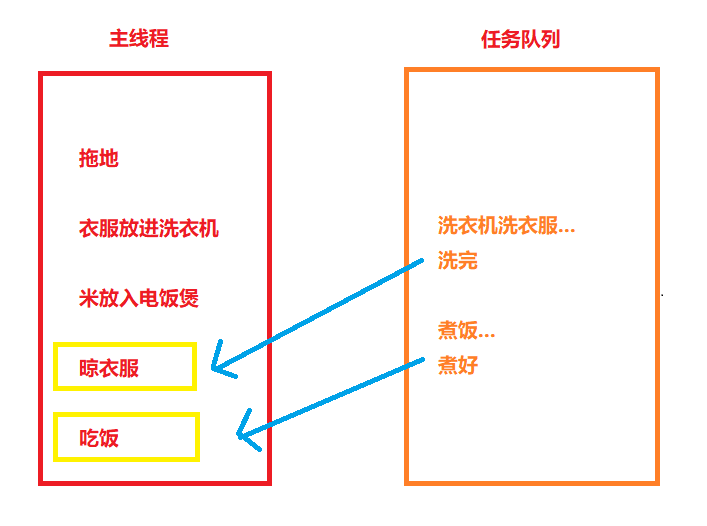 主线程
拖地
衣服放进洗衣机
米放入电饭煲
晾衣服
吃饭
任务队列
洗衣机洗衣服...
洗完
煮饭...
煮好